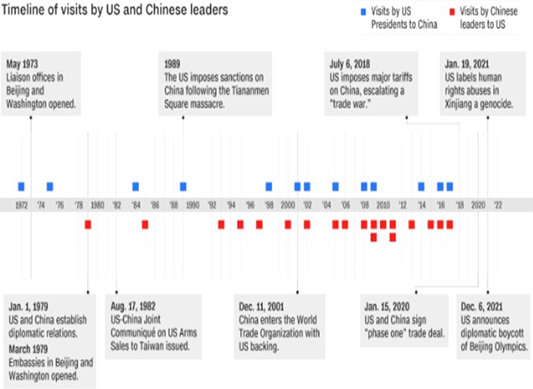 Timeline of visits by US and Chinese leaders
Visits by US
Presidents to China
Visits by Chinese
leaders to US
May 1973
Liaison offices in
Beijing and
Washington opened.
1989
The US imposes sanctions on
China following the Tiananmen
Square massacre.
July 6, 2018
US imposes major tariffs
on China, escalating a
"trade war."
Jan. 19, 2021
US labels human
rights abuses in
Xinjiang a genocide.
1972 '74 '76 '78 1980 '82 '84 '86 '88 1990 '92 '94 '96 '98 2000 '02 '04 '06 '08 2010 '12 '14 '16 '18 2020 '22
Jan. 1, 1979
US and China establish
diplomatic relations.
March 1979
Embassies in Beijing and
Washington opened.
Aug. 17, 1982
US-China Joint
Communiqué on US Arms
Sales to Taiwan issued.
Dec. 11, 2001
China enters the World
Trade Organization with
US backing.
Jan. 15, 2020
US and China sign
"phase one" trade deal.
Dec. 6, 2021
US announces
diplomatic boycott
of Beijing Olympics.